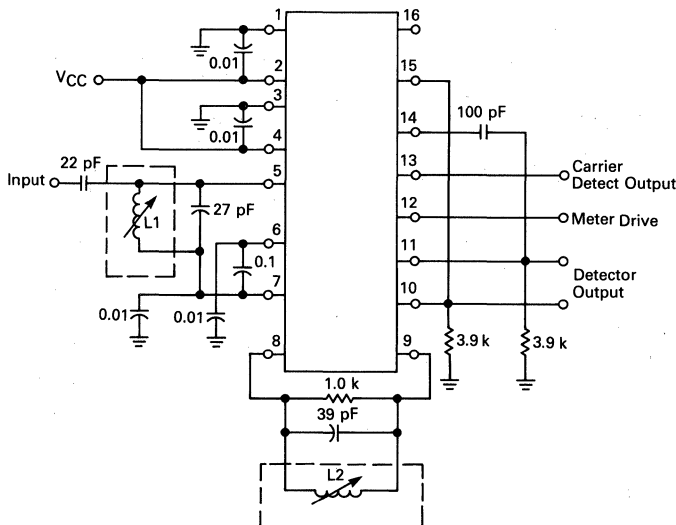 1
16
0.01
2
15
VCC
3
14
100 pF
0.01
4
13
Carrier
Detect Output
22 pF
5
Input
12
Meter Drive
L1
27 pF
6
11
0.1
Detector
Output
7
10
0.01
0.01
8
9
3.9 k
3.9 k
1.0 k
39 pF
L2